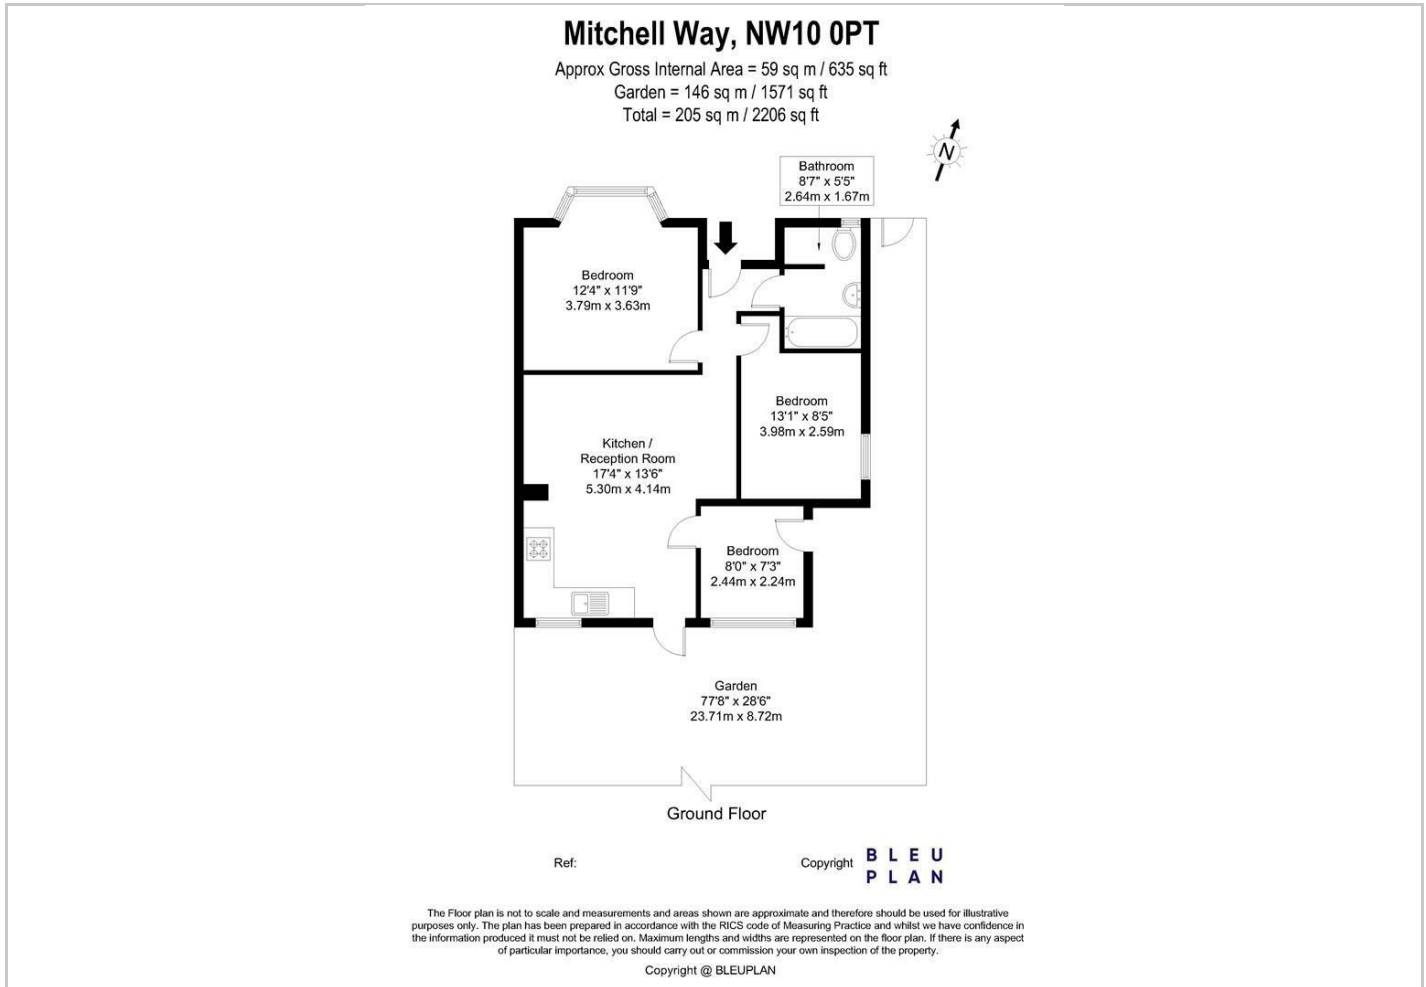 Mitchell Way, NW10 0PT
Approx Gross Internal Area = 59 sq m / 635 sq ft
Garden = 146 sq m / 1571 sq ft
Total = 205 sq m / 2206 sq ft
N
Bathroom
8'7" x 5'5"
2.64m x 1.67m
Bedroom
12'4" x 11'9"
3.79m x 3.63m
Bedroom
13'1" x 8'5"
3.98m x 2.59m
Kitchen /
Reception Room
17'4" x 13'6"
5.30m x 4.14m
Bedroom
8'0" x 7'3"
2.44m x 2.24m
Garden
77'8" x 28'6"
23.71m x 8.72m
Ground Floor
Ref:
Copyright
BLEU
PLAN
The Floor plan is not to scale and measurements and areas shown are approximate and therefore should be used for illustrative
purposes only. The plan has been prepared in accordance with the RICS code of Measuring Practice and whilst we have confidence in
the information produced it must not be relied on. Maximum lengths and widths are represented on the floor plan. If there is any aspect
of particular importance, you should carry out or commission your own inspection of the property.
Copyright @ BLEUPLAN